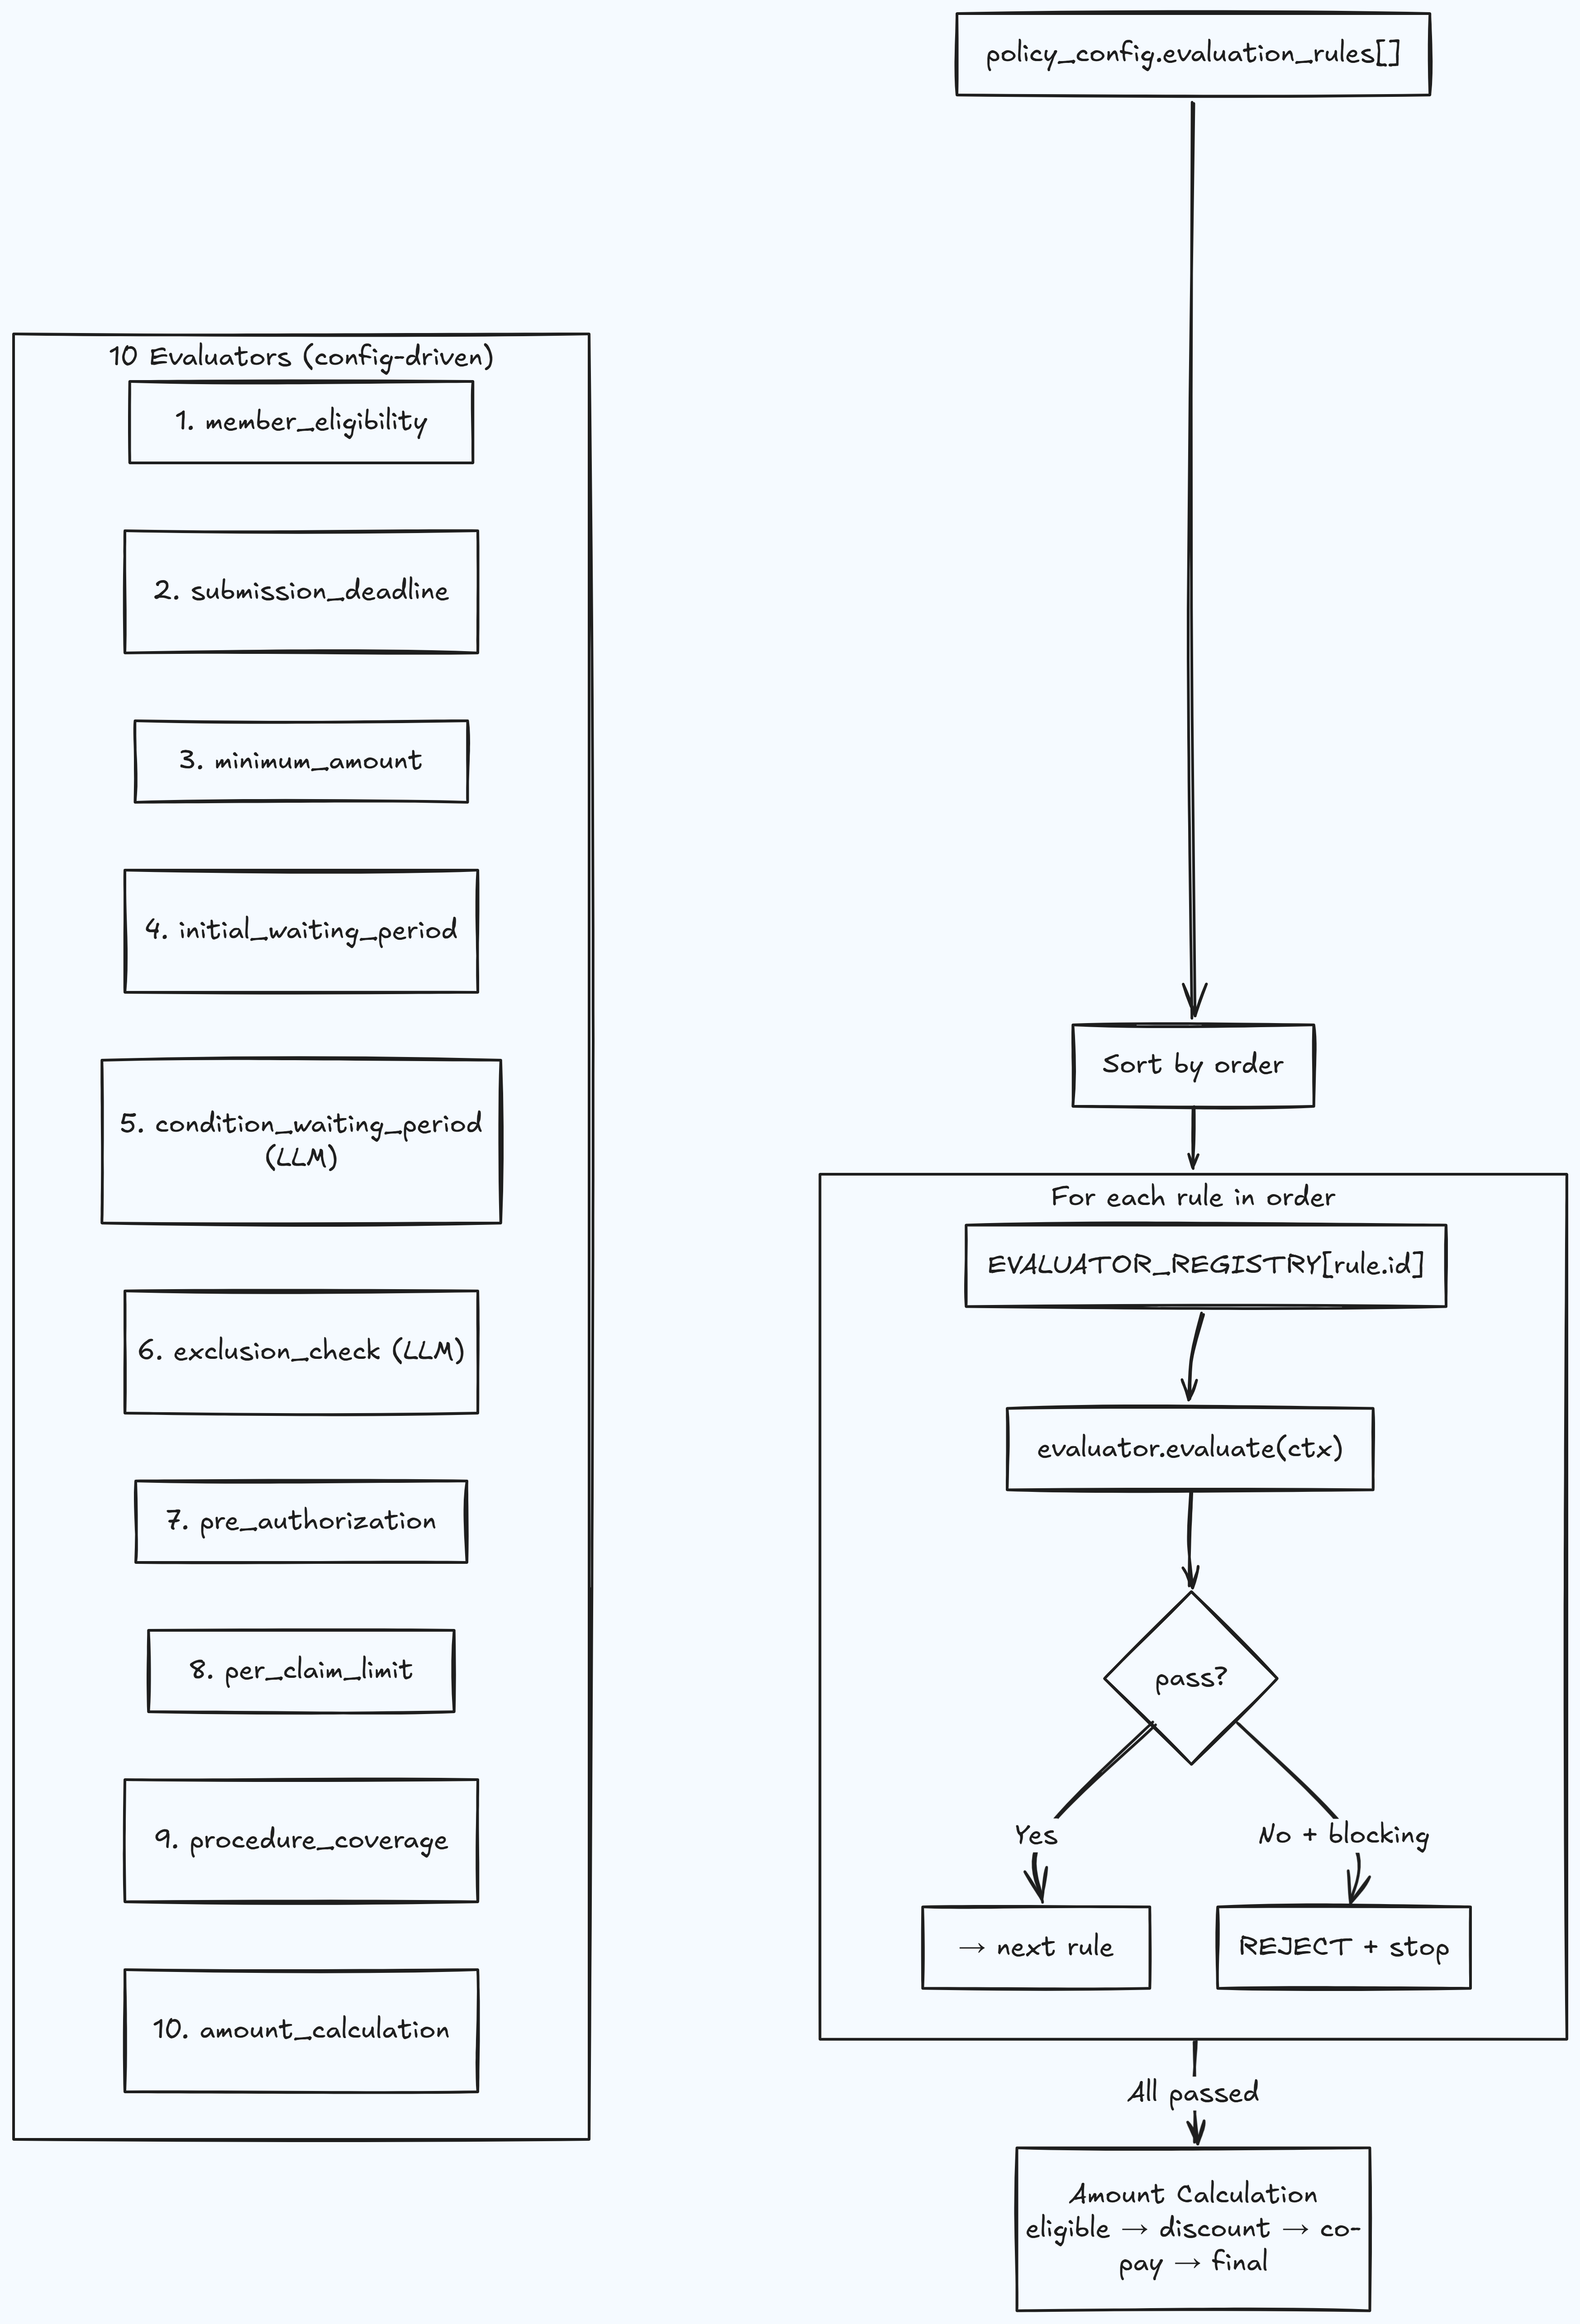 policy_config.evaluation_rules[]
10 Evaluators (config-driven)
1. member_eligibility
2. submission_deadline
3. minimum_amount
4. initial_waiting_period
5. condition_waiting_period
(LLM)
6. exclusion_check (LLM)
7. pre_authorization
8. per_claim_limit
9. procedure_coverage
10. amount_calculation
Sort by order
For each rule in order
EVALUATOR_REGISTRY[rule.id]
evaluator.evaluate(ctx)
pass?
Yes
No + blocking
→ next rule
REJECT + stop
All passed
Amount Calculation
eligible → discount → co-
pay → final